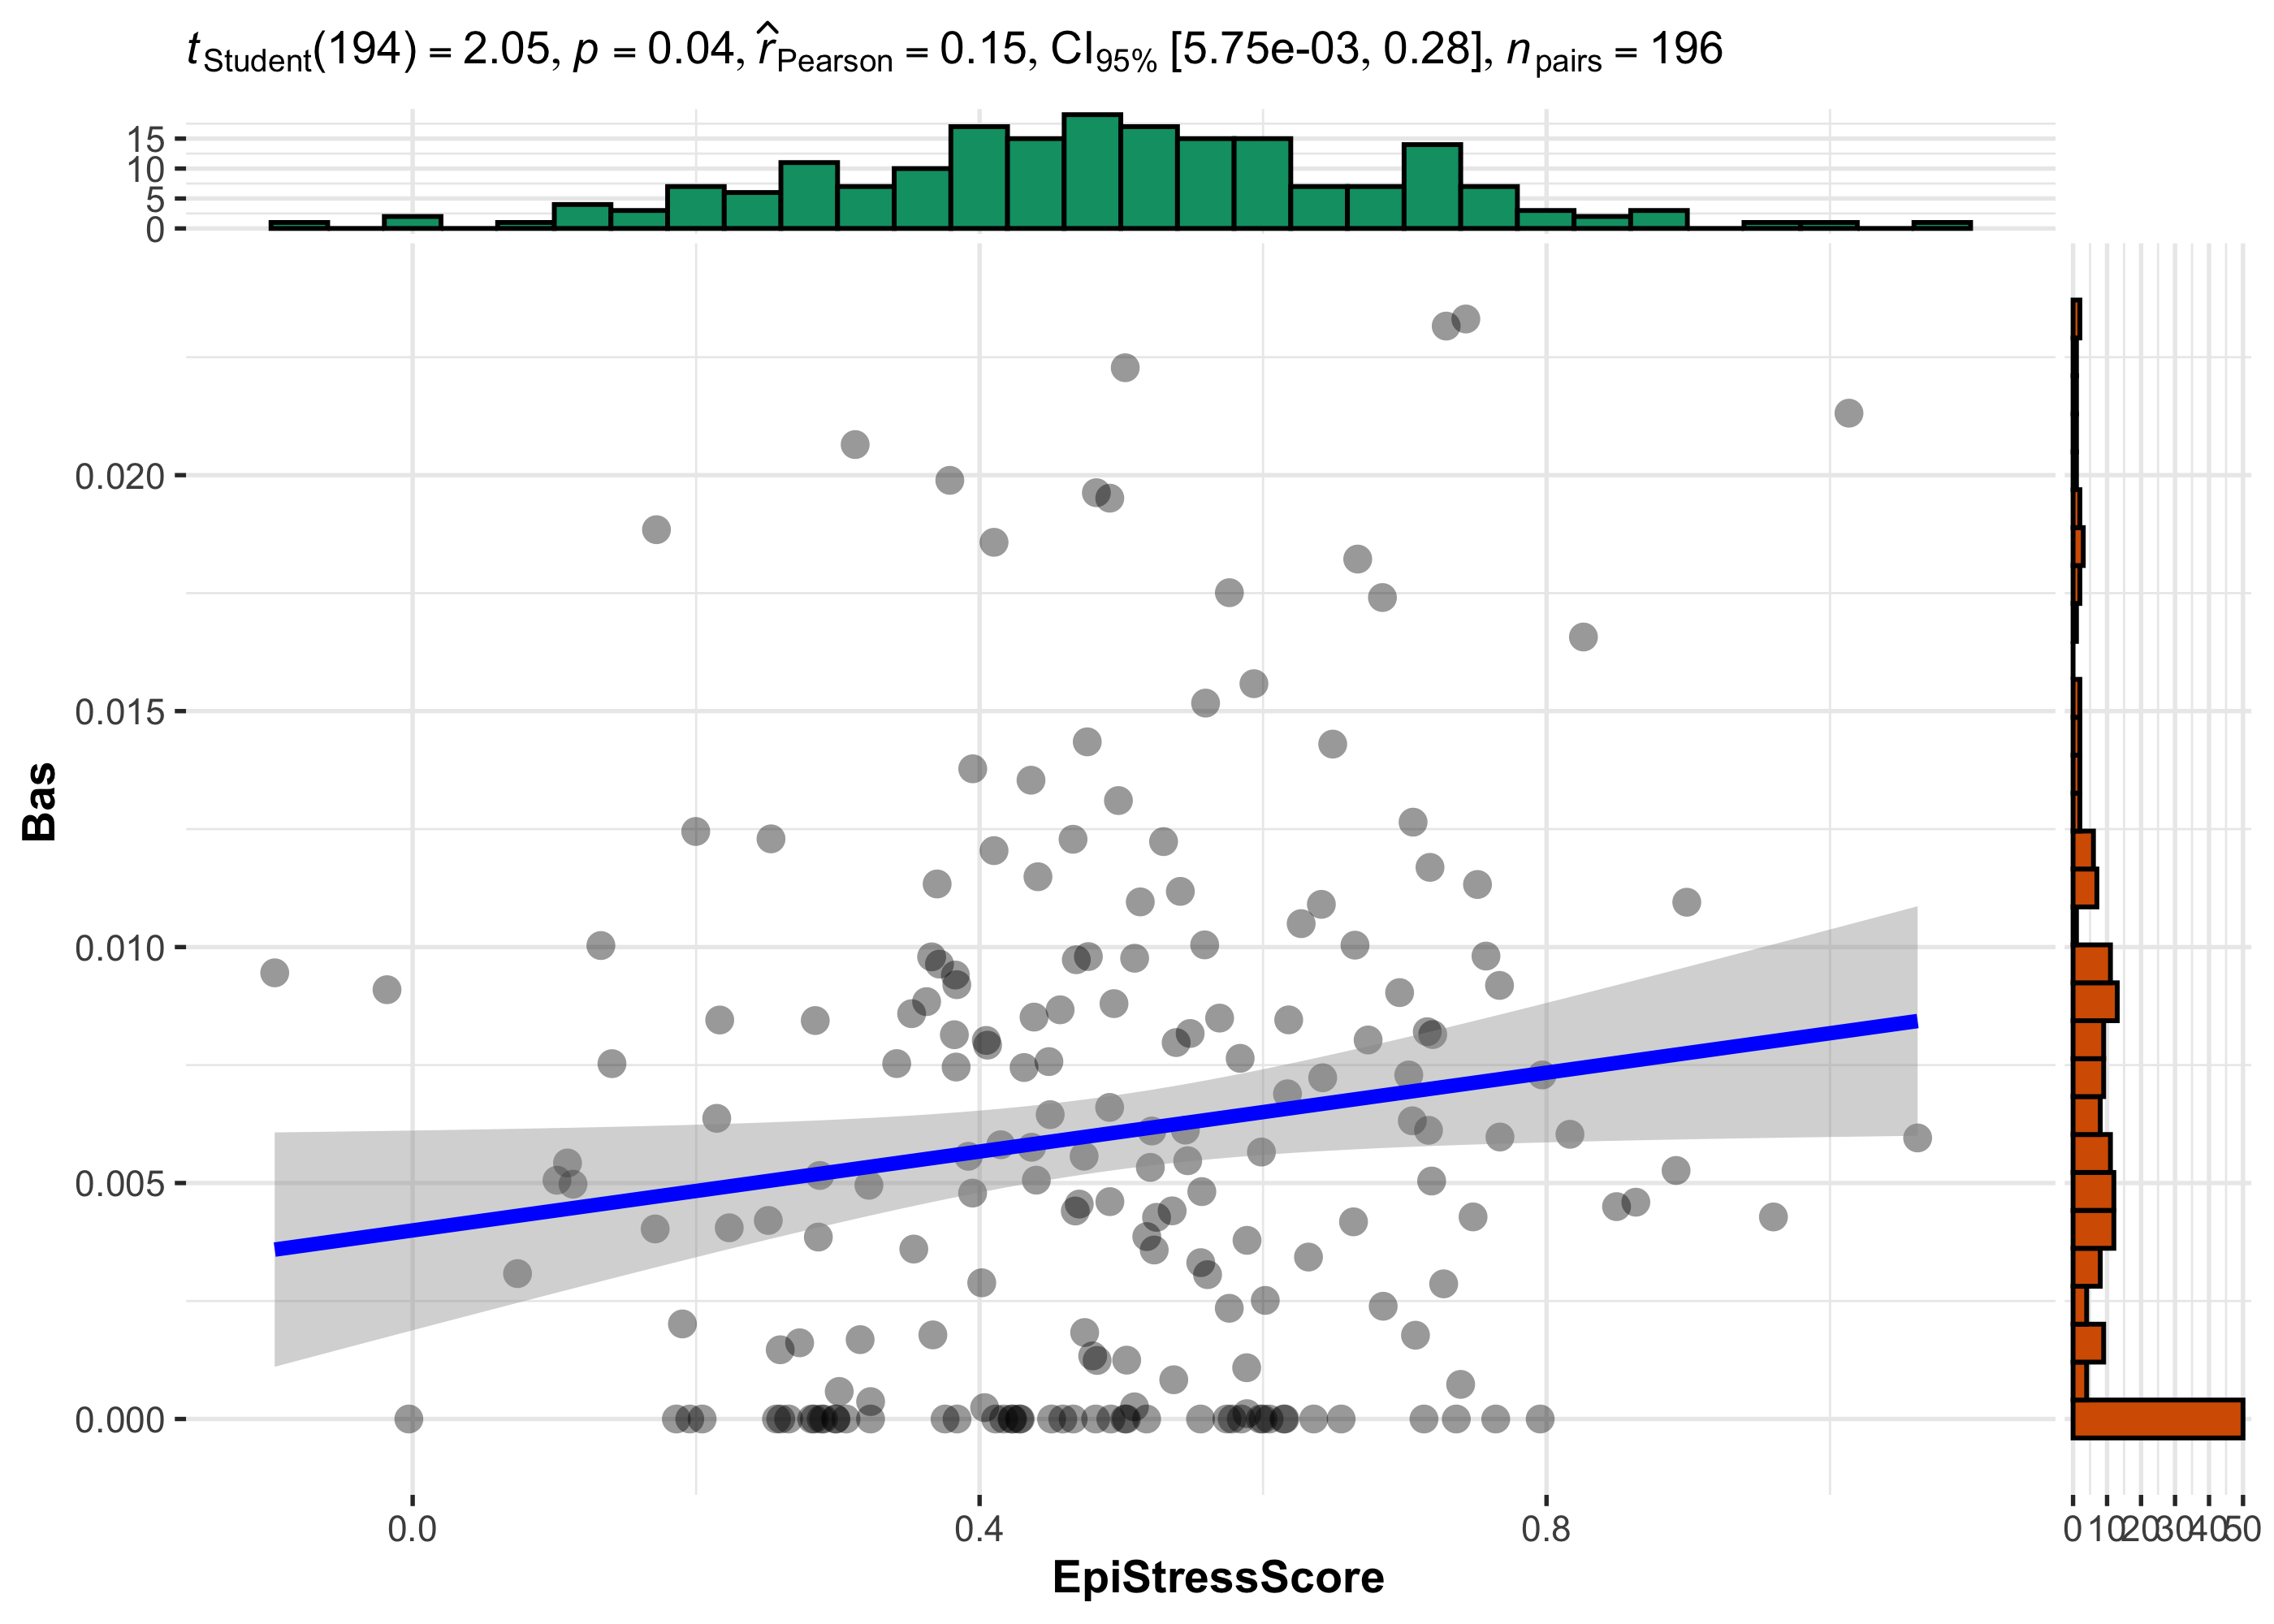 tStudent(194) = 2.05, p = 0.04, r̂Pearson = 0.15, CI95% [5.75e-03, 0.28], npairs = 196
15
10
5
0
0.020
0.015
0.010
0.005
0.000
Bas
0.0 0.4 0.8 0 10 20 30 40 50
EpiStressScore